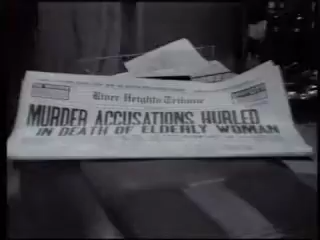 River Heights Tribune
MURDER ACCUSATIONS HURLED
IN DEATH OF ELDERLY WOMAN